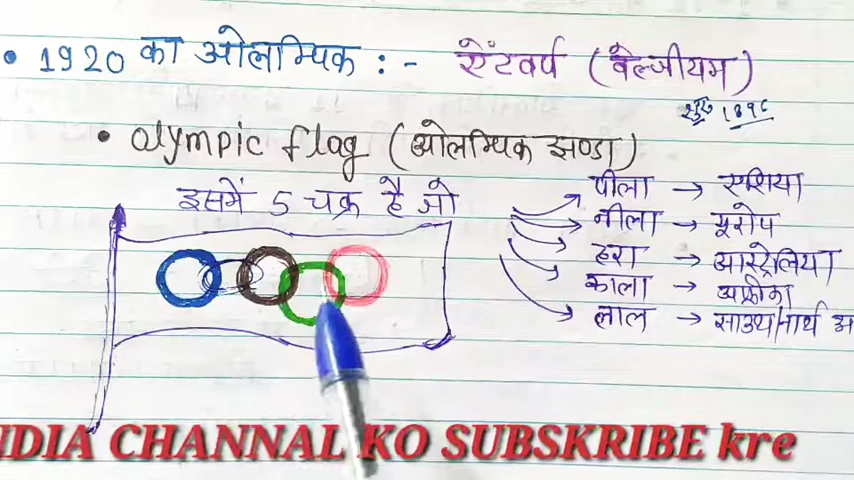 • 1920 का ओलम्पिक : - ऐंटवर्प (बेल्जीयम)
1896
• olympic flag (ओलम्पिक झण्डा)
इसमें 5 चक्र है जो
पीला → एशिया
नीला → यूरोप
हरा → आस्ट्रेलिया
काला → अफ्रीका
लाल → साउथ/नार्थ अ
NDIA CHANNAL KO SUBSKRIBE kre